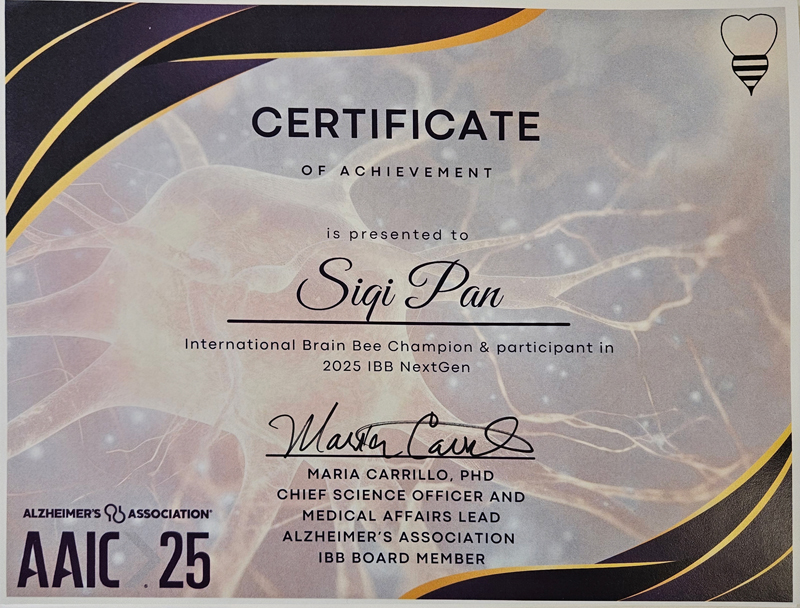 CERTIFICATE
OF ACHIEVEMENT
is presented to
Siqi Pan
International Brain Bee Champion & participant in
2025 IBB NextGen
MARIA CARRILLO, PHD
CHIEF SCIENCE OFFICER AND
MEDICAL AFFAIRS LEAD
ALZHEIMER'S ASSOCIATION
IBB BOARD MEMBER
ALZHEIMER'S ASSOCIATION®
AAIC . 25